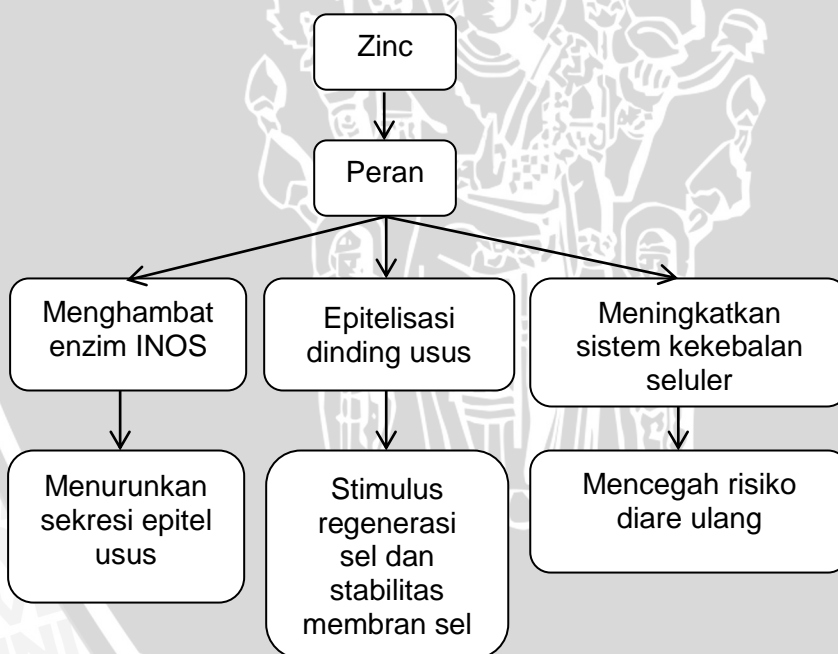 Zinc
Peran
Menghambat
enzim INOS
Epitelisasi
dinding usus
Meningkatkan
sistem kekebalan
seluler
Menurunkan
sekresi epitel
usus
Stimulus
regenerasi
sel dan
stabilitas
membran sel
Mencegah risiko
diare ulang